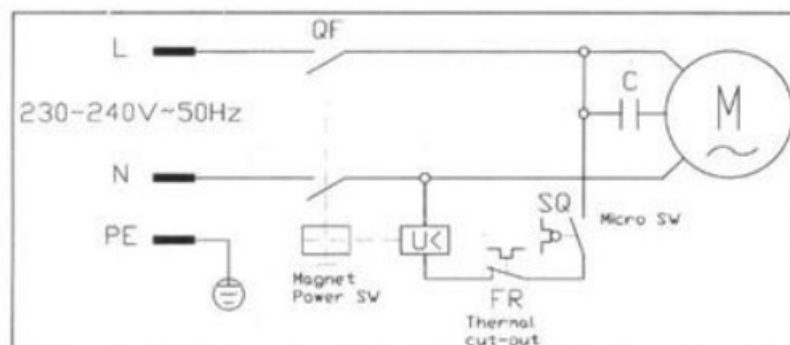 L
QF
C
M
230-240V~50Hz
N
SQ
Micro SW
PE
U<
Magnet
Power SW
FR
Thermal
cut-out